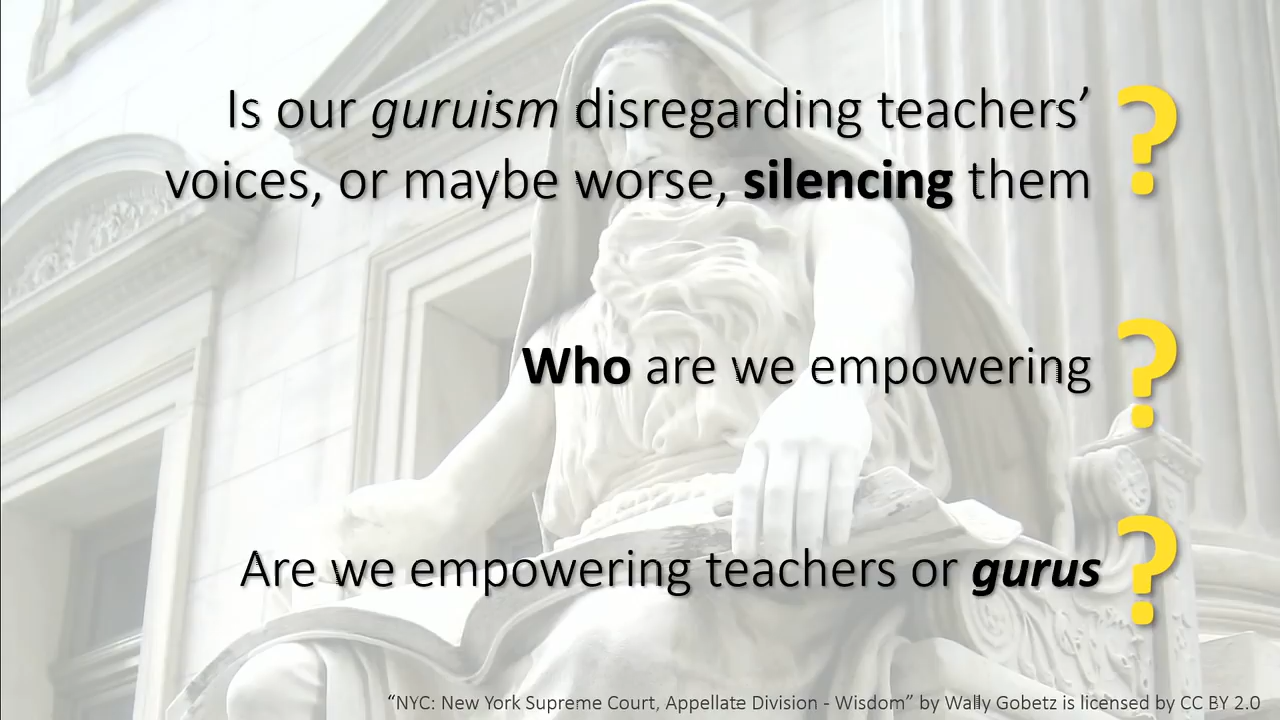 Is our guruism disregarding teachers’
voices, or maybe worse, silencing them ?
Who are we empowering ?
Are we empowering teachers or gurus ?
“NYC: New York Supreme Court, Appellate Division - Wisdom” by Wally Gobetz is licensed by CC BY 2.0